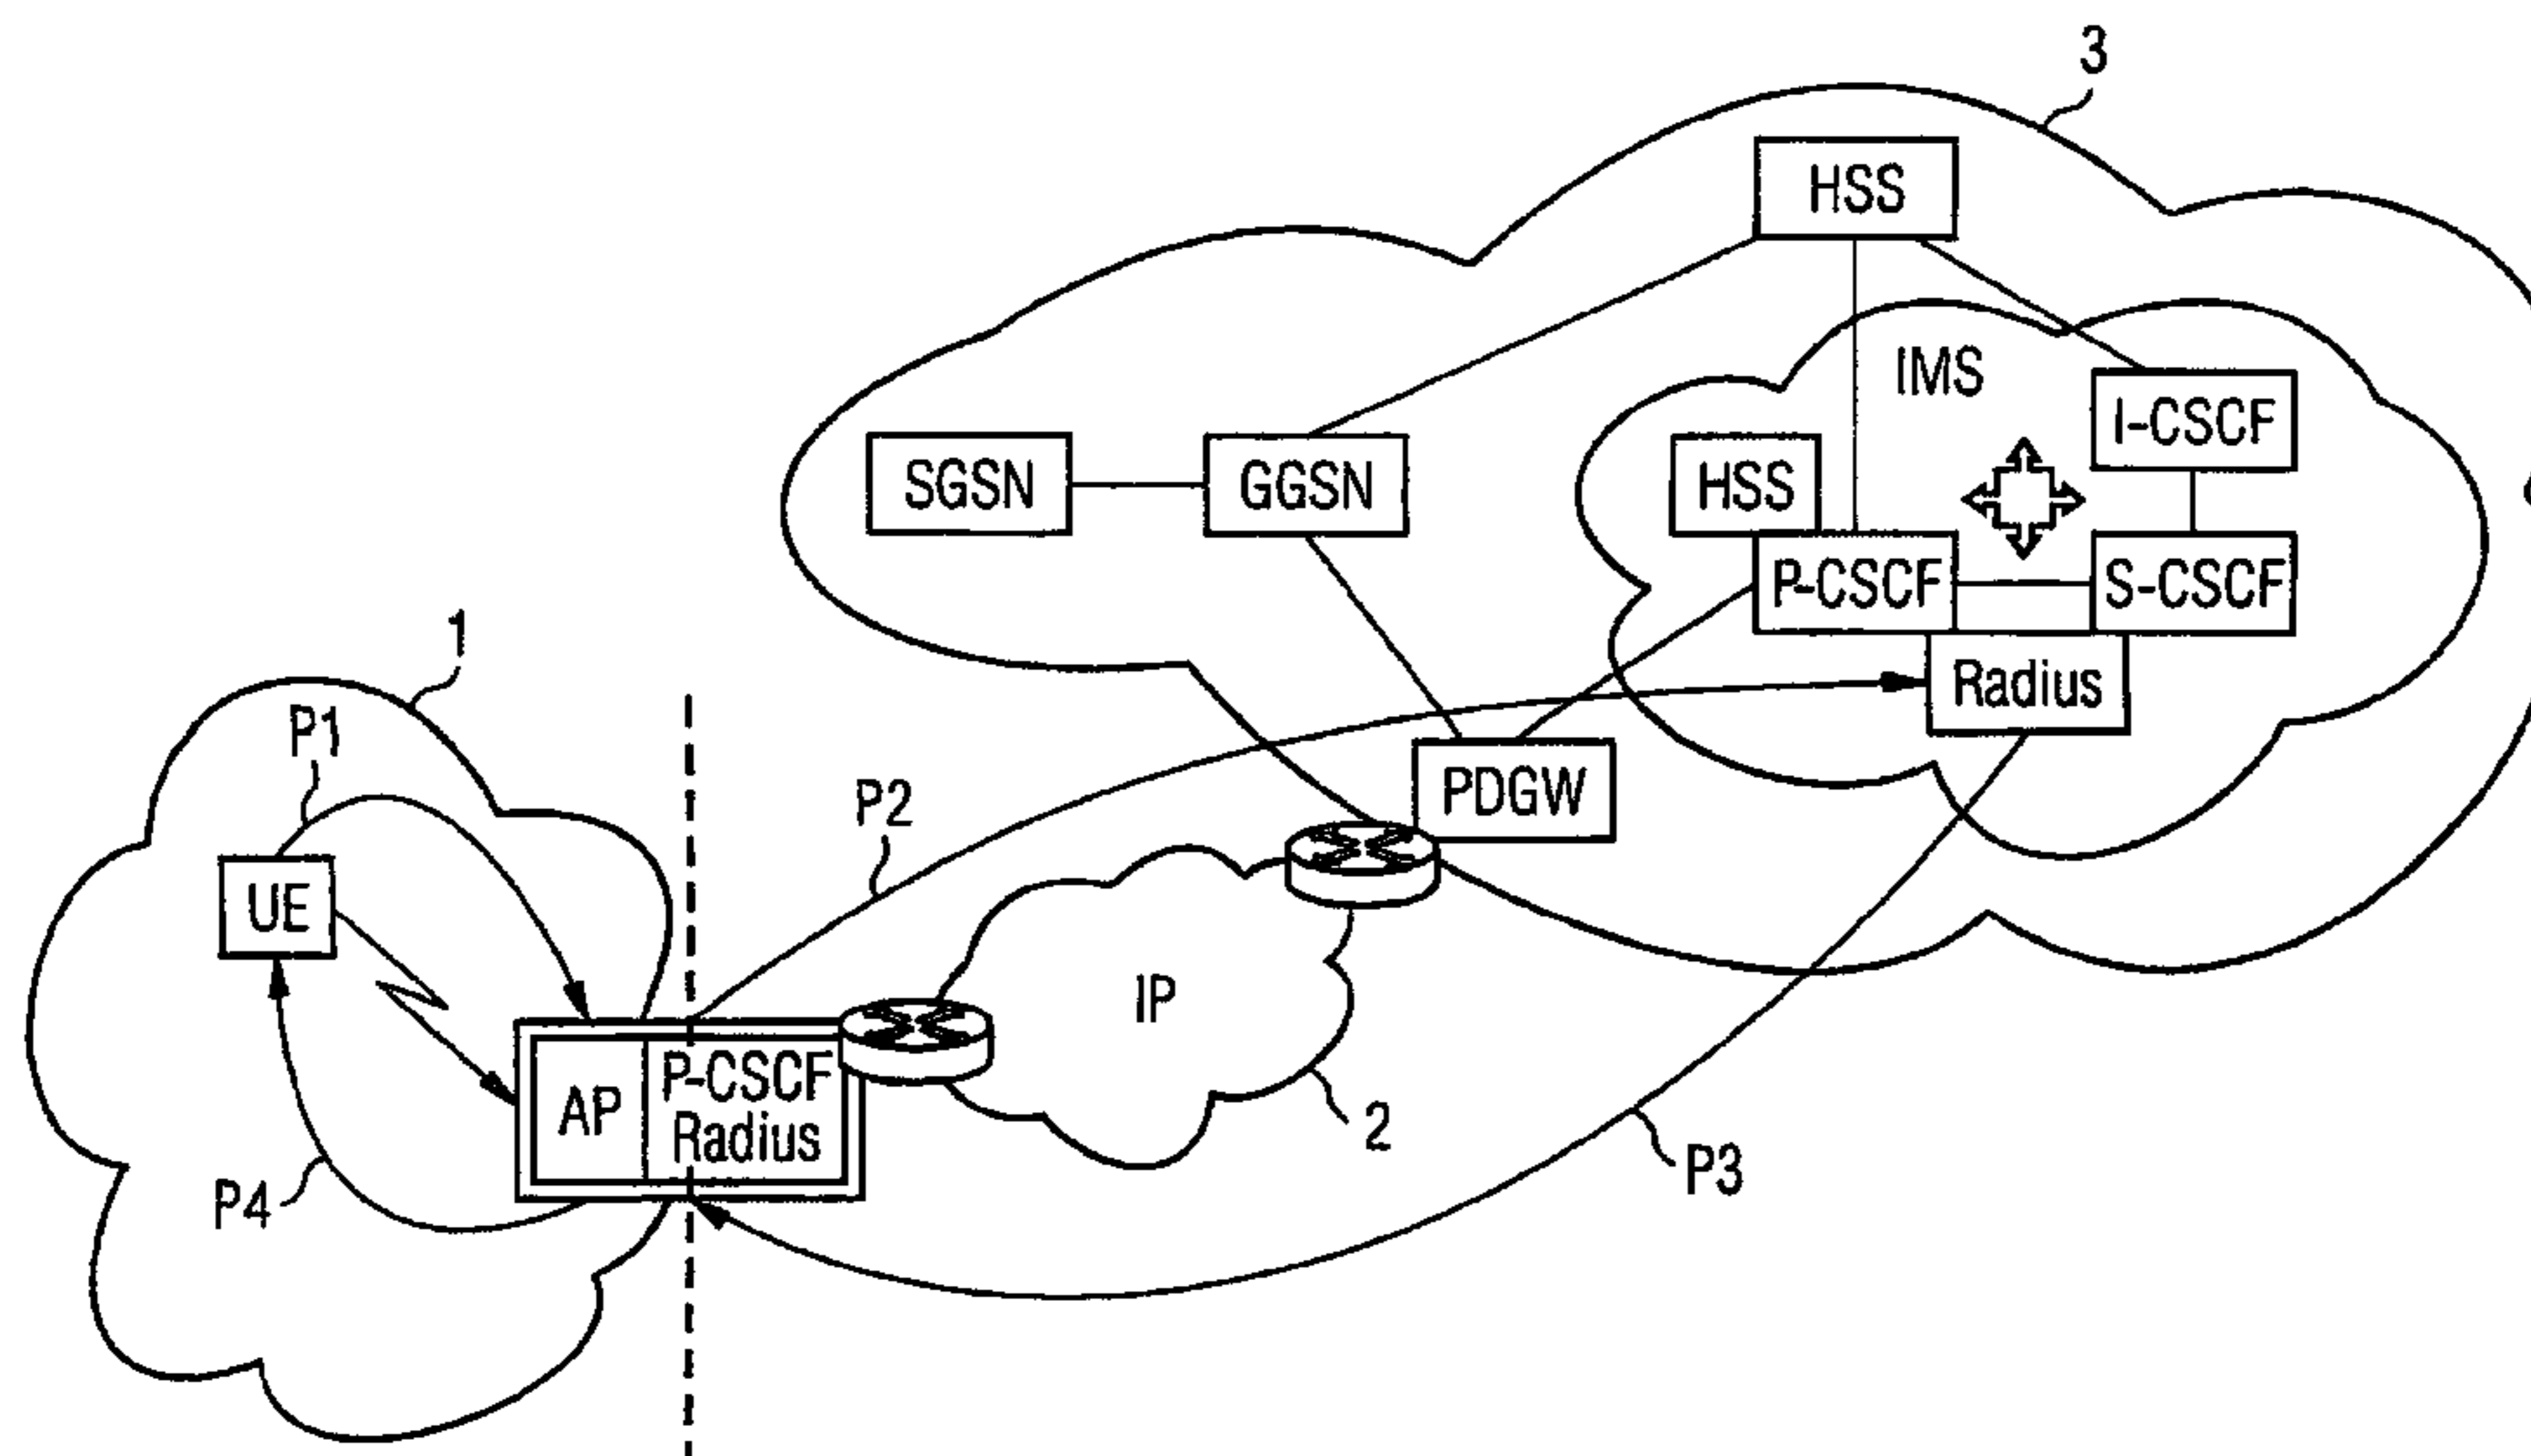 3
HSS
IMS
I-CSCF
SGSN
GGSN
HSS
P-CSCF
S-CSCF
Radius
1
P1
PDGW
P2
UE
IP
AP
P-CSCF
Radius
2
P3
P4